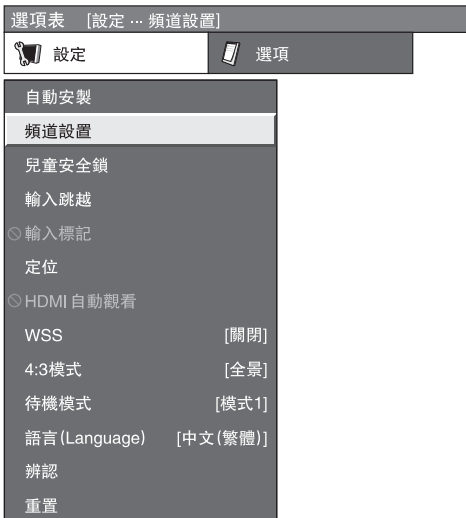 選項表 [設定 ... 頻道設置]
設定 選項
自動安製
頻道設置
兒童安全鎖
輸入跳越
輸入標記
定位
HDMI 自動觀看
WSS [關閉]
4:3模式 [全景]
待機模式 [模式1]
語言(Language) [中文(繁體)]
辨認
重置